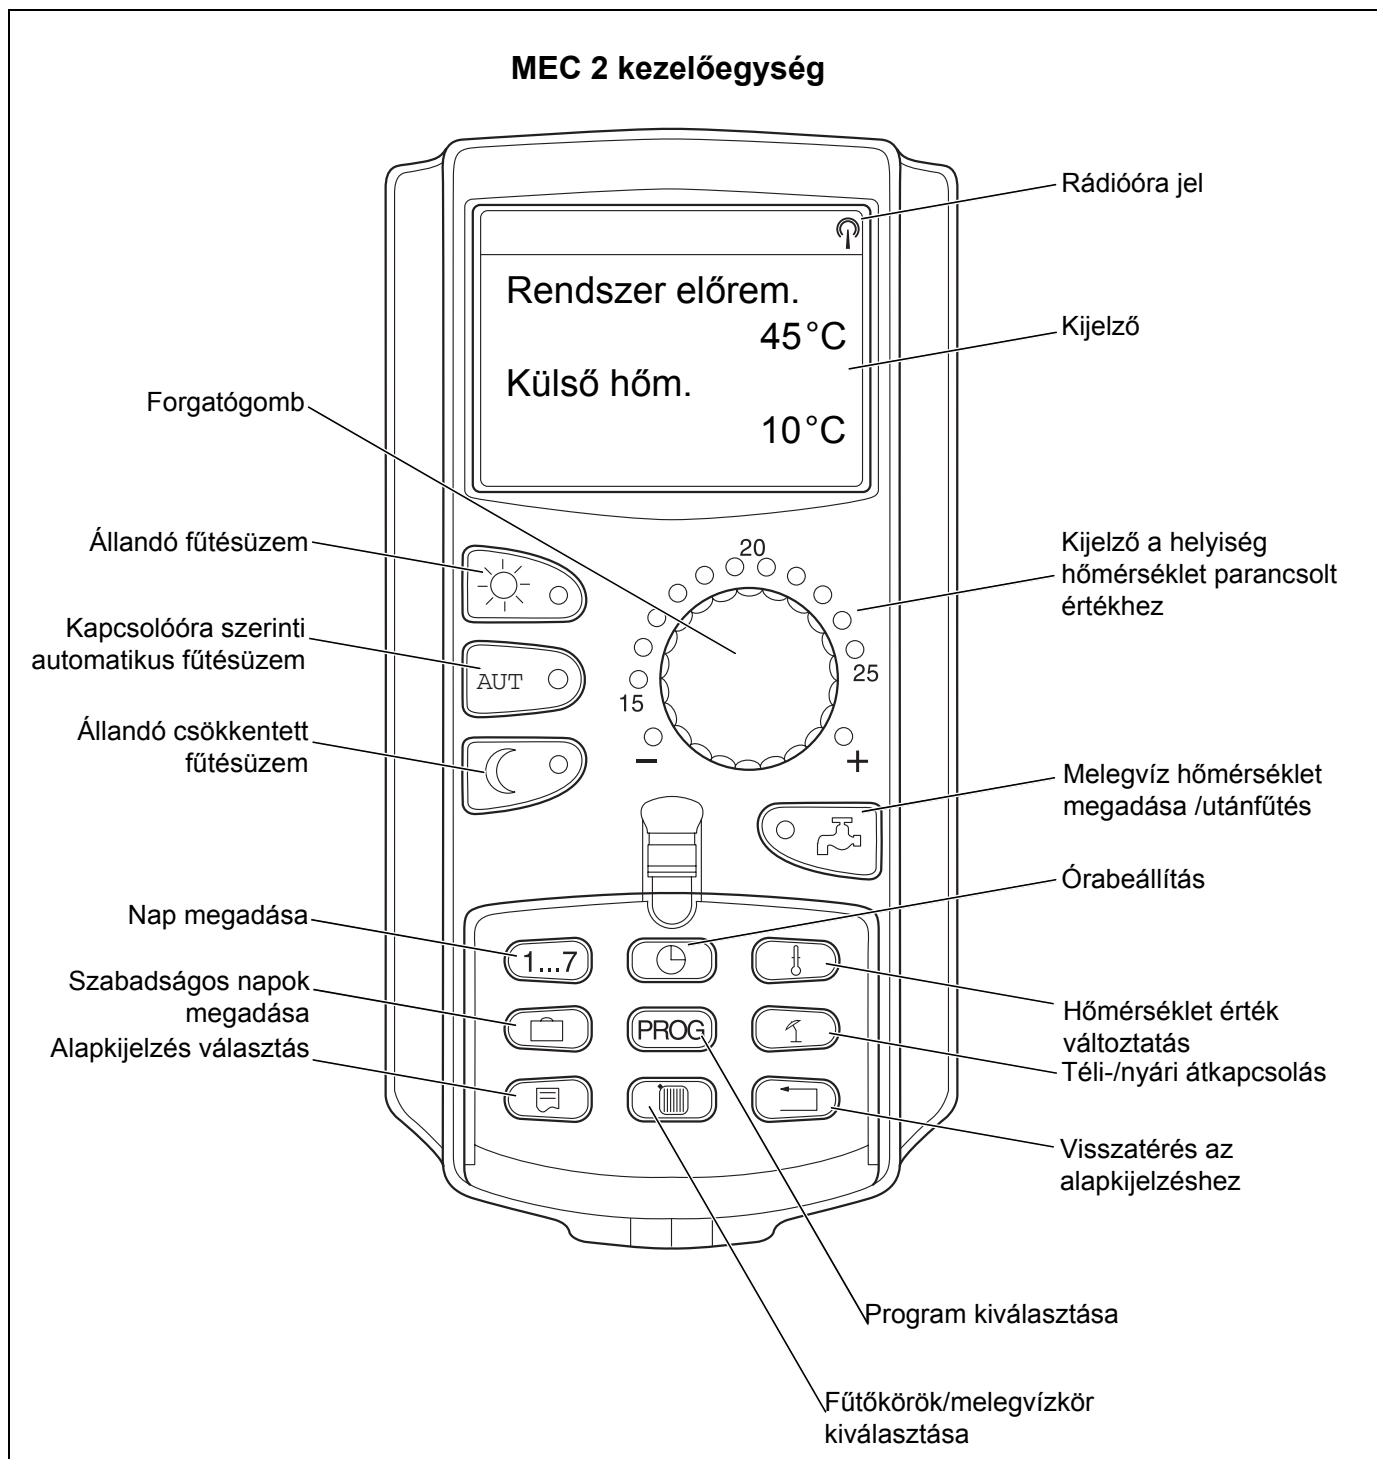 MEC 2 kezelőegység
Rádióóra jel
Rendszer előrem.
45°C
Külső hőm.
10°C
Kijelző
Forgatógomb
Állandó fűtésüzem
Kapcsolóóra szerinti
automatikus fűtésüzem
Állandó csökkentett
fűtésüzem
AUT
20
15
25
–
+
Kijelző a helyiség
hőmérséklet parancsolt
értékhez
Melegvíz hőmérséklet
megadása /utánfűtés
Órabeállítás
Nap megadása
Szabadságos napok
megadása
Alapkijelzés választás
1...7
PROG
Hőmérséklet érték
változtatás
Téli-/nyári átkapcsolás
Visszatérés az
alapkijelzéshez
Program kiválasztása
Fűtőkörök/melegvízkör
kiválasztása